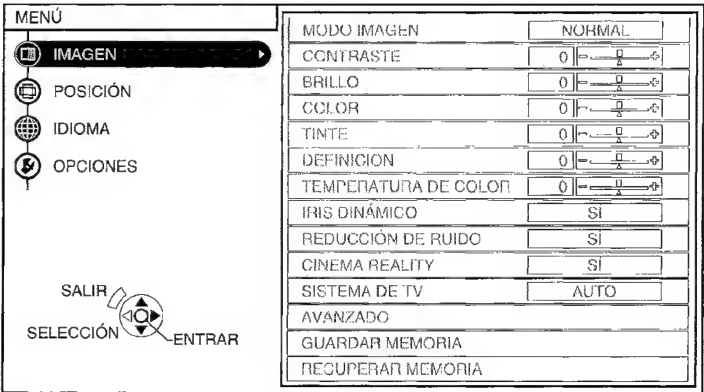 MENÚ
IMAGEN
POSICIÓN
IDIOMA
OPCIONES
SALIR
SELECCIÓN
ENTRAR
MODO IMAGEN NORMAL
CONTRASTE 0
BRILLO 0
COLOR 0
TINTE 0
DEFINICION 0
TEMPERATURA DE COLOR 0
IRIS DINÁMICO SÍ
REDUCCIÓN DE RUIDO SÍ
CINEMA REALITY SÍ
SISTEMA DE TV AUTO
AVANZADO
GUARDAR MEMORIA
RECUPERAR MEMORIA